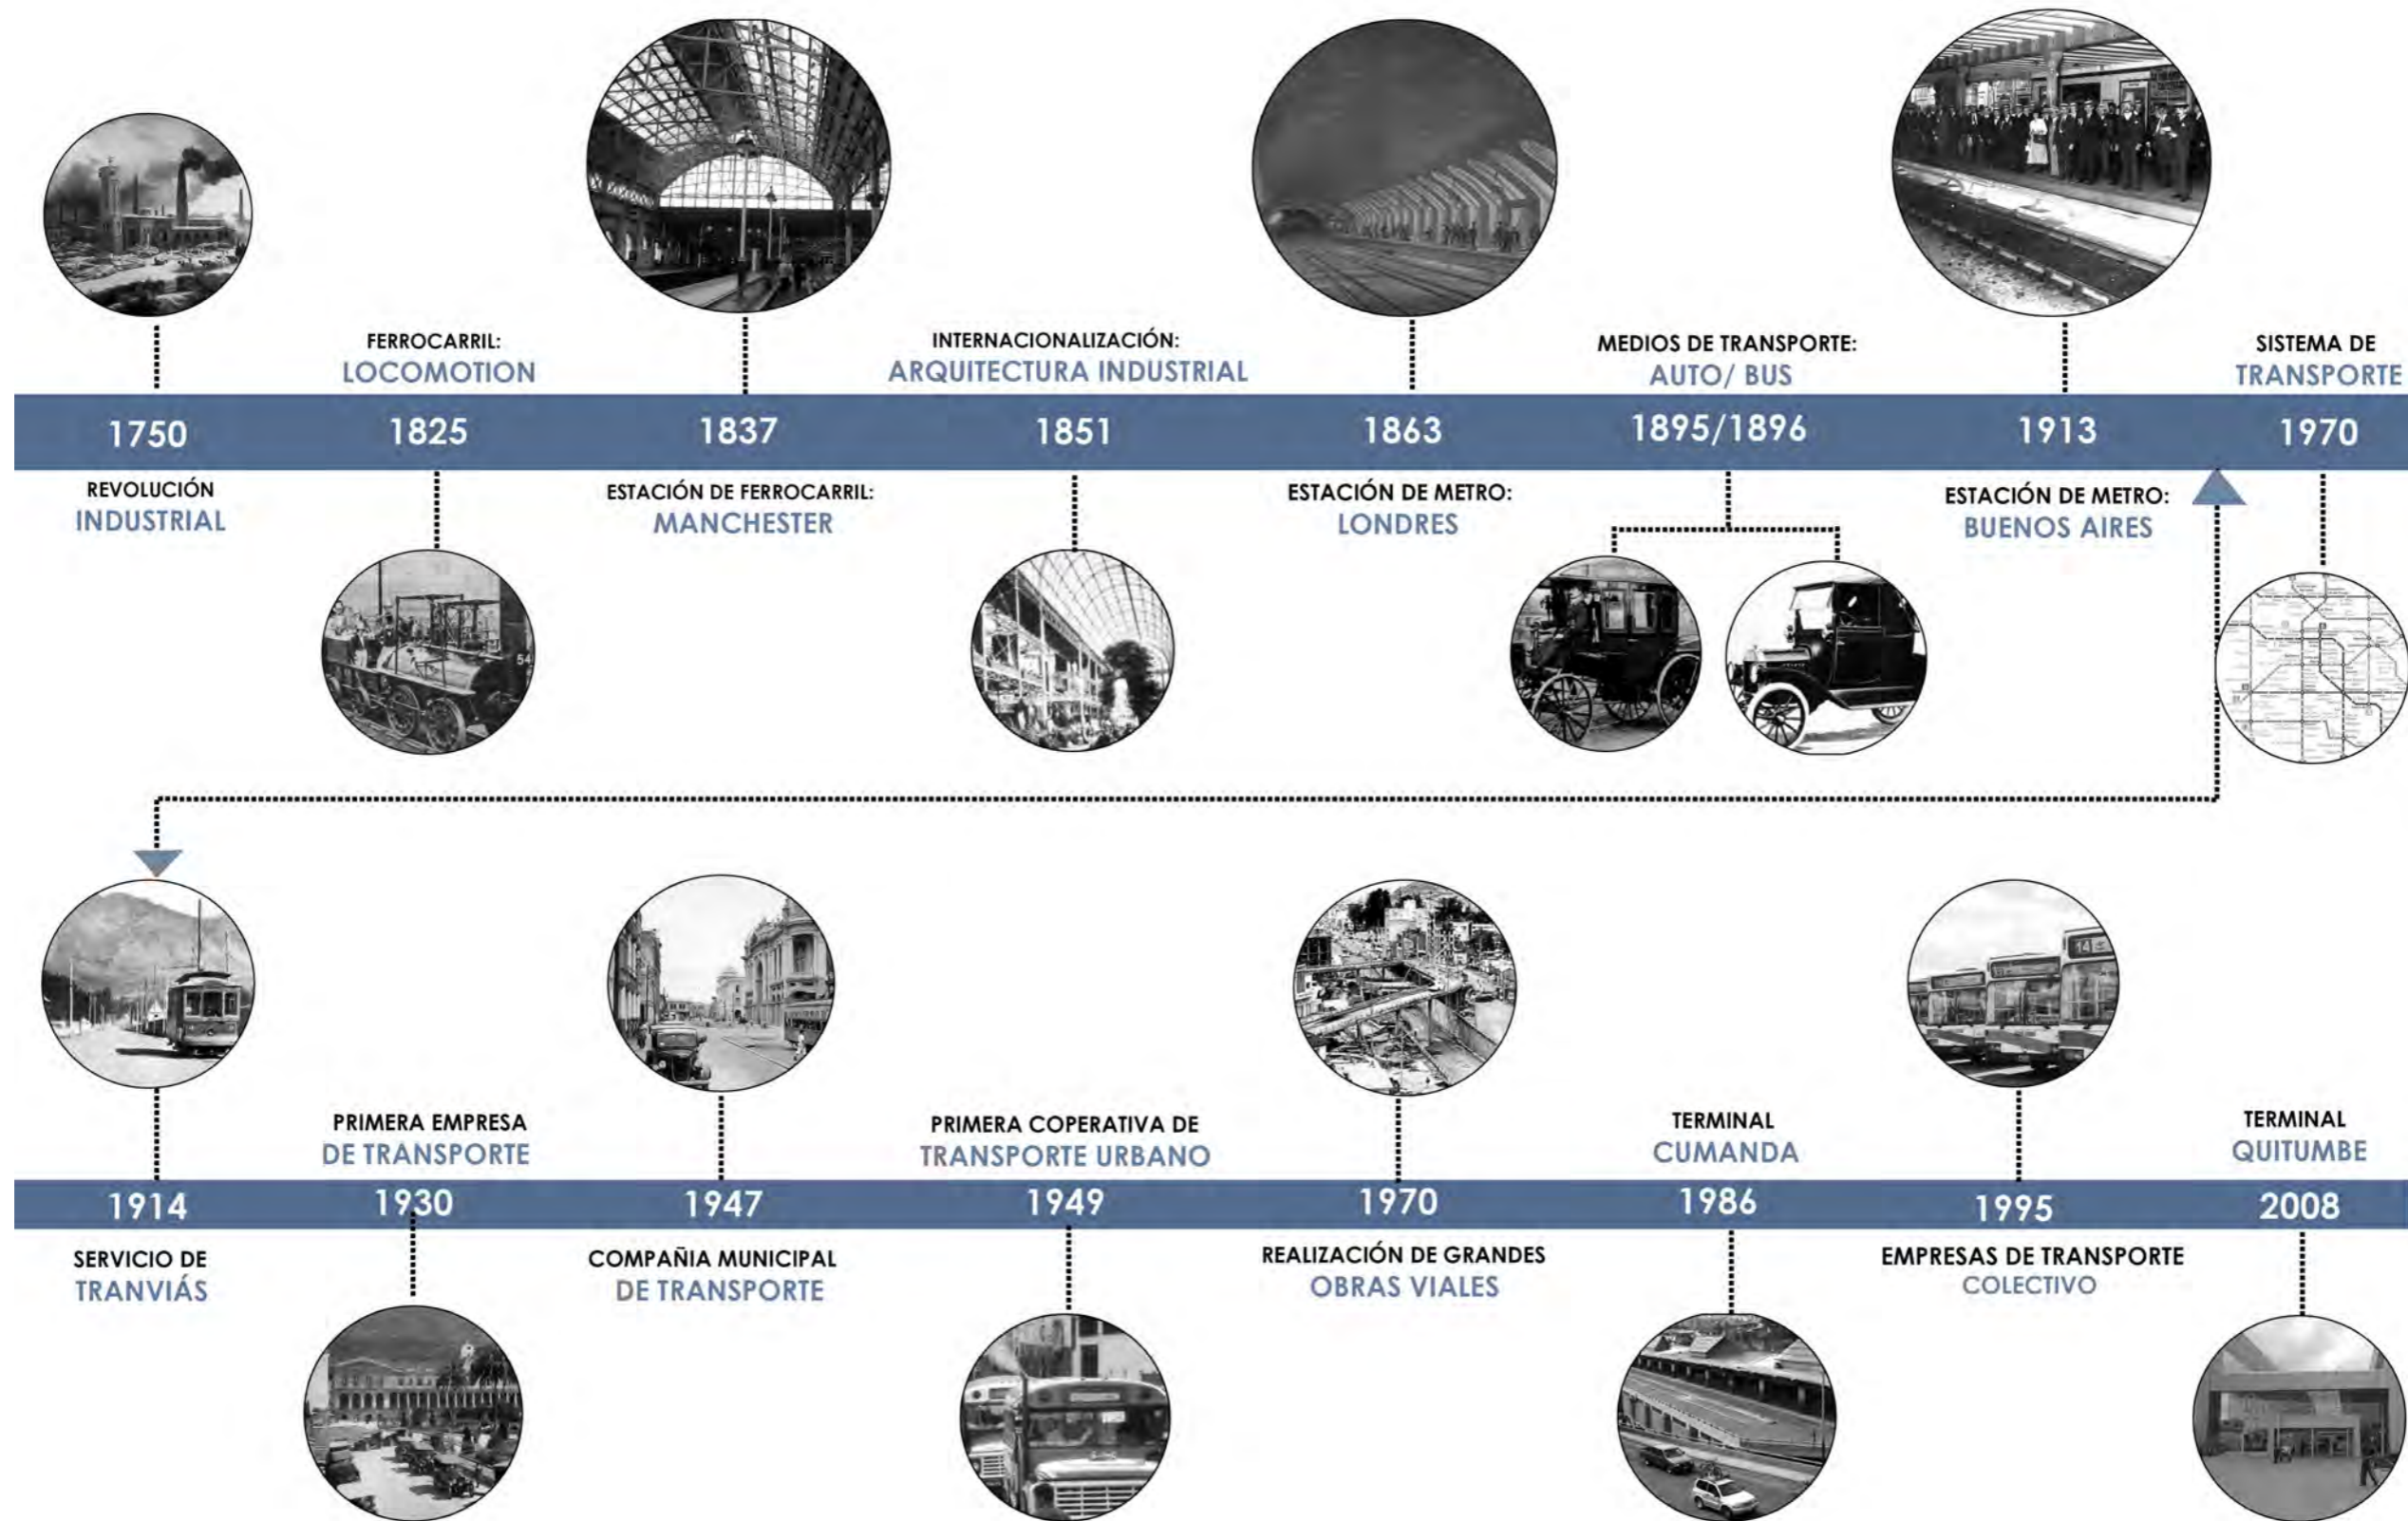 FERROCARRIL:
LOCOMOTION
INTERNACIONALIZACIÓN:
ARQUITECTURA INDUSTRIAL
MEDIOS DE TRANSPORTE:
AUTO/ BUS
SISTEMA DE
TRANSPORTE
1750
1825
1837
1851
1863
1895/1896
1913
1970
REVOLUCIÓN
INDUSTRIAL
ESTACIÓN DE FERROCARRIL:
MANCHESTER
ESTACIÓN DE METRO:
LONDRES
ESTACIÓN DE METRO:
BUENOS AIRES
54
14
PRIMERA EMPRESA
DE TRANSPORTE
PRIMERA COPERATIVA DE
TRANSPORTE URBANO
TERMINAL
CUMANDA
TERMINAL
QUITUMBE
1914
1930
1947
1949
1970
1986
1995
2008
SERVICIO DE
TRANVIÁS
COMPAÑIA MUNICIPAL
DE TRANSPORTE
REALIZACIÓN DE GRANDES
OBRAS VIALES
EMPRESAS DE TRANSPORTE
COLECTIVO